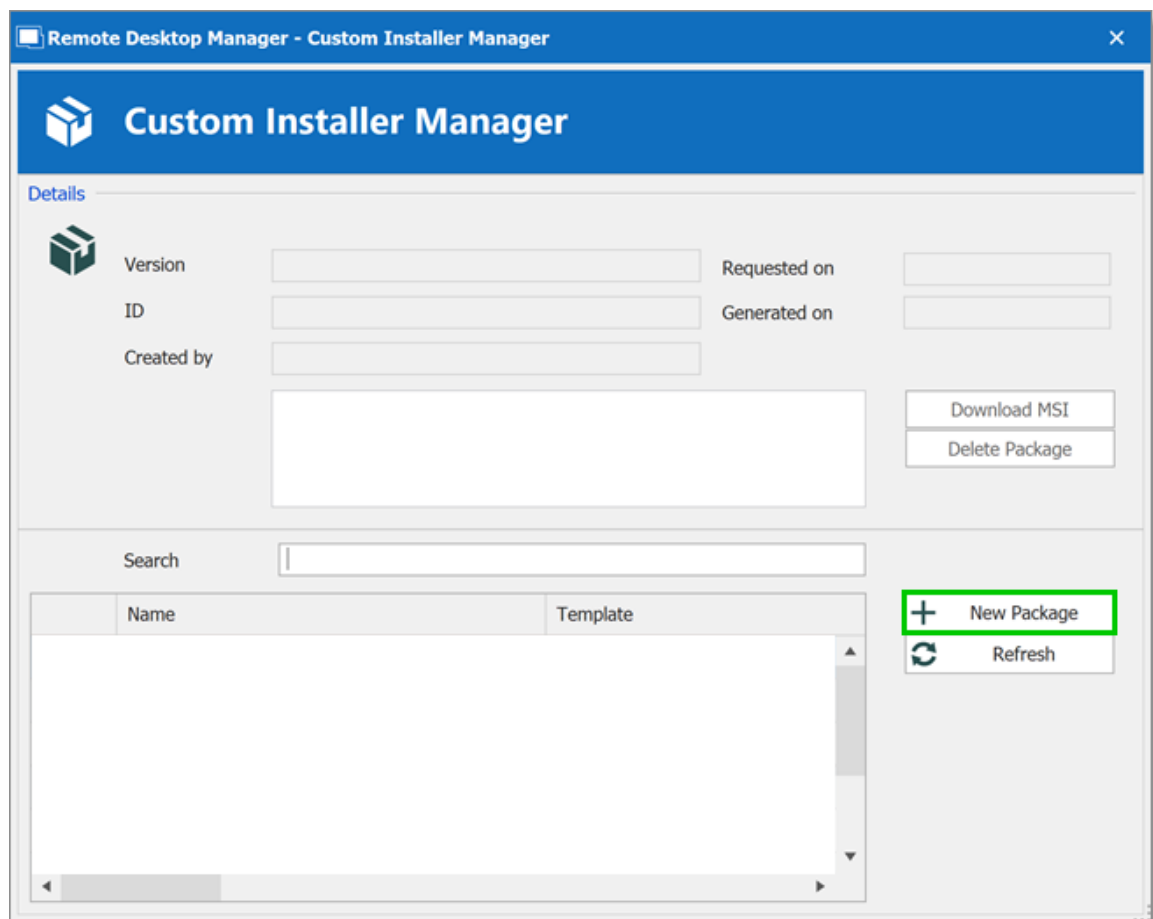 Remote Desktop Manager - Custom Installer Manager
Custom Installer Manager
Details
Version
Requested on
ID
Generated on
Created by
Download MSI
Delete Package
Search
Name Template
New Package
Refresh